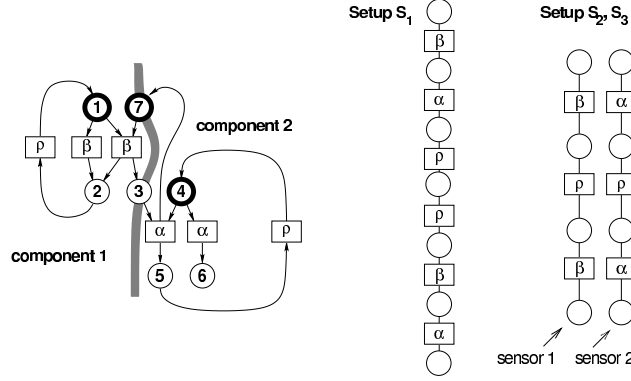 Setup S1
Setup S2, S3
β
β
α
α
1
7
component 2
ρ
β
β
ρ
ρ
ρ
2
3
4
ρ
α
α
ρ
component 1
β
β
α
5
6
α
sensor 1
sensor 2